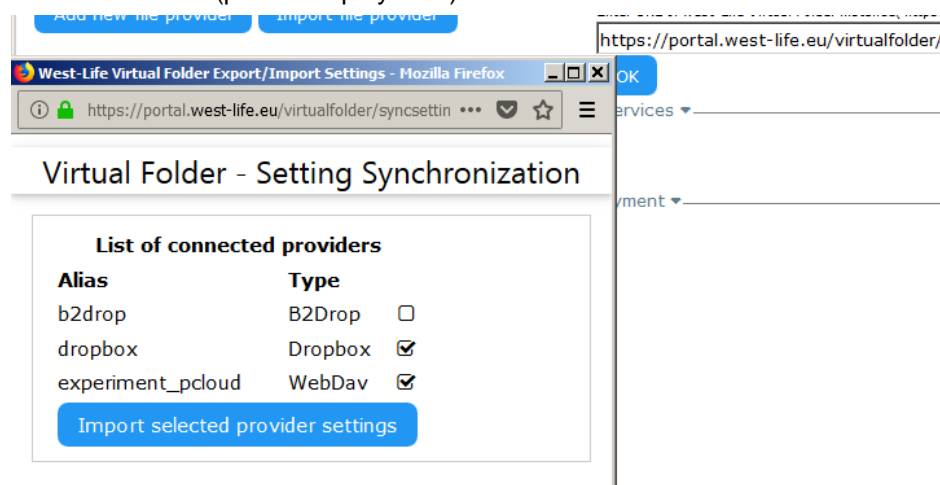 Add new file provider Import file provider
https://portal.west-life.eu/virtualfolder/
West-Life Virtual Folder Export/Import Settings - Mozilla Firefox
OK
https://portal.west-life.eu/virtualfolder/syncsettin
ervices
Virtual Folder - Setting Synchronization
yment
List of connected providers
Alias Type
b2drop B2Drop
dropbox Dropbox
experiment_pcloud WebDav
Import selected provider settings